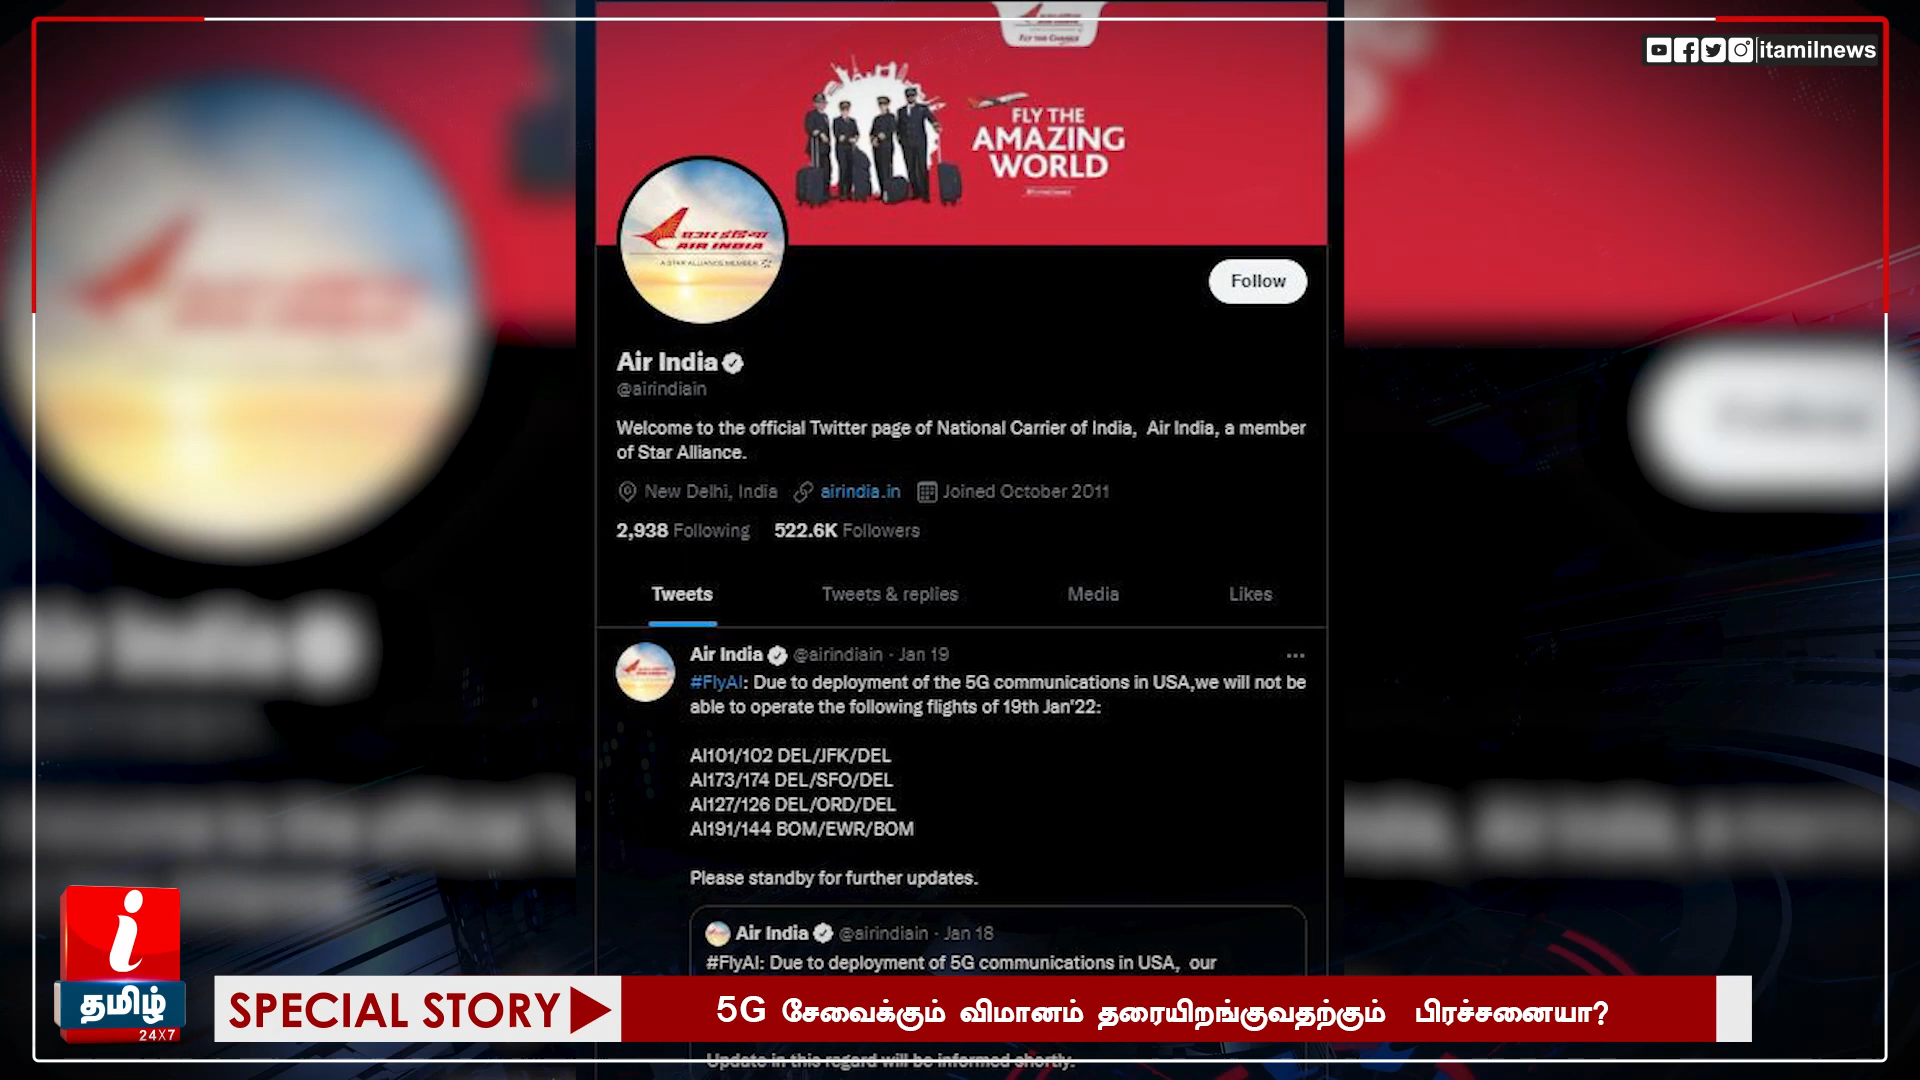 itamilnews
FLY THE
AMAZING
WORLD
एअर इंडिया
AIR INDIA
A STAR ALLIANCE MEMBER
Follow
Air India
@airindiain
Welcome to the official Twitter page of National Carrier of India, Air India, a member
of Star Alliance.
New Delhi, India airindia.in Joined October 2011
2,938 Following 522.6K Followers
Tweets Tweets & replies Media Likes
Air India @airindiain · Jan 19
#FlyAI: Due to deployment of the 5G communications in USA,we will not be
able to operate the following flights of 19th Jan'22:
AI101/102 DEL/JFK/DEL
AI173/174 DEL/SFO/DEL
AI127/126 DEL/ORD/DEL
AI191/144 BOM/EWR/BOM
Please standby for further updates.
Air India @airindiain · Jan 18
#FlyAI: Due to deployment of 5G communications in USA, our
i
தமிழ்
24X7
SPECIAL STORY
5G சேவைக்கும் விமானம் தரையிறங்குவதற்கும் பிரச்சனையா?
Update in this regard will be informed shortly.